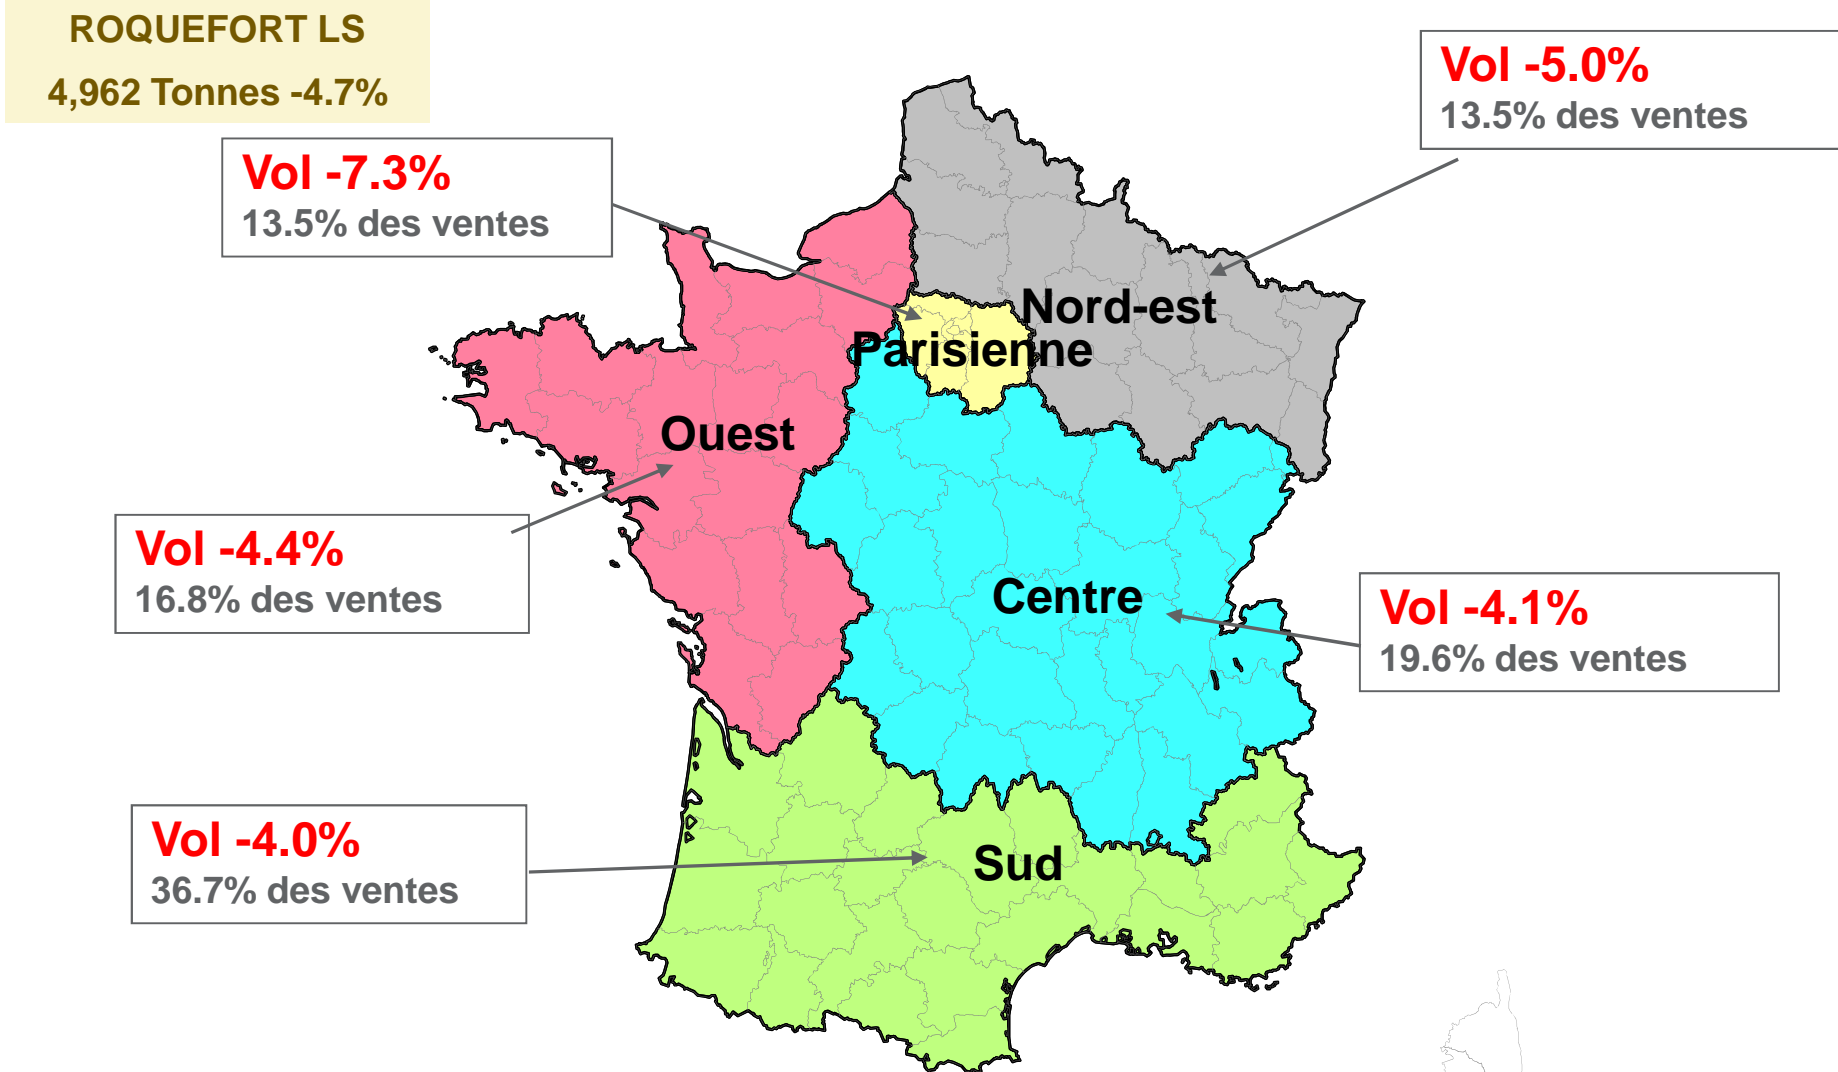 ROQUEFORT LS
4,962 Tonnes -4.7%
Vol -5.0%
13.5% des ventes
Vol -7.3%
13.5% des ventes
Nord-est
Parisienne
Ouest
Vol -4.4%
16.8% des ventes
Centre
Vol -4.1%
19.6% des ventes
Vol -4.0%
36.7% des ventes
Sud